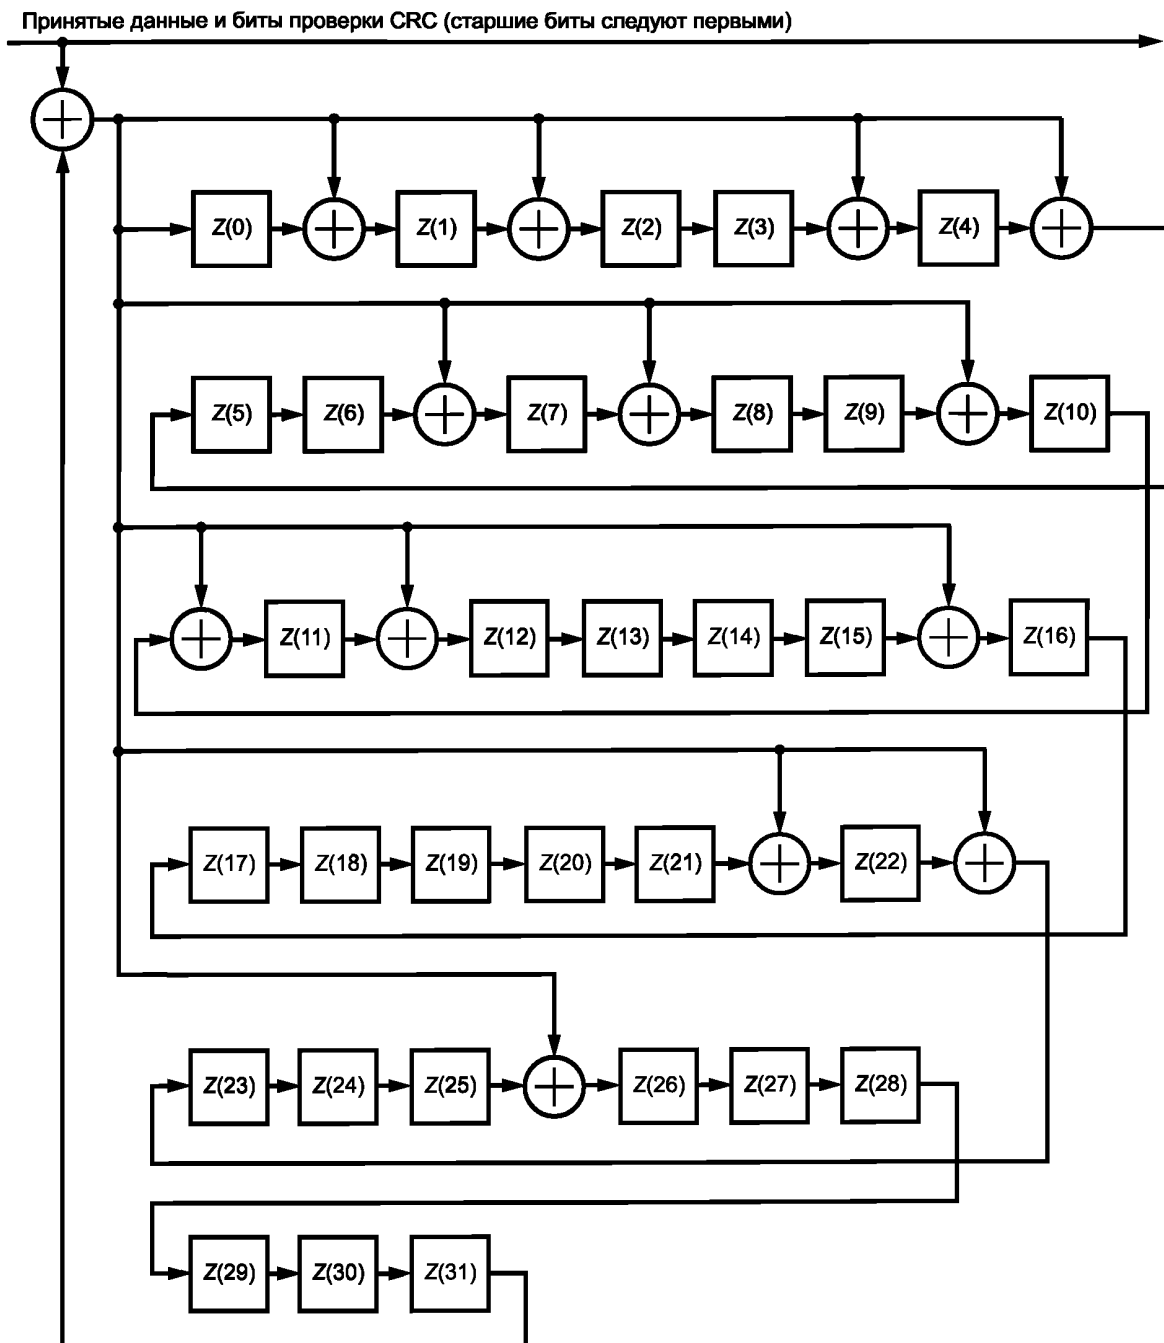 Принятые данные и биты проверки CRC (старшие биты следуют первыми)
Z(0) Z(1) Z(2) Z(3) Z(4)
Z(5) Z(6) Z(7) Z(8) Z(9) Z(10)
Z(11) Z(12) Z(13) Z(14) Z(15) Z(16)
Z(17) Z(18) Z(19) Z(20) Z(21) Z(22)
Z(23) Z(24) Z(25) Z(26) Z(27) Z(28)
Z(29) Z(30) Z(31)